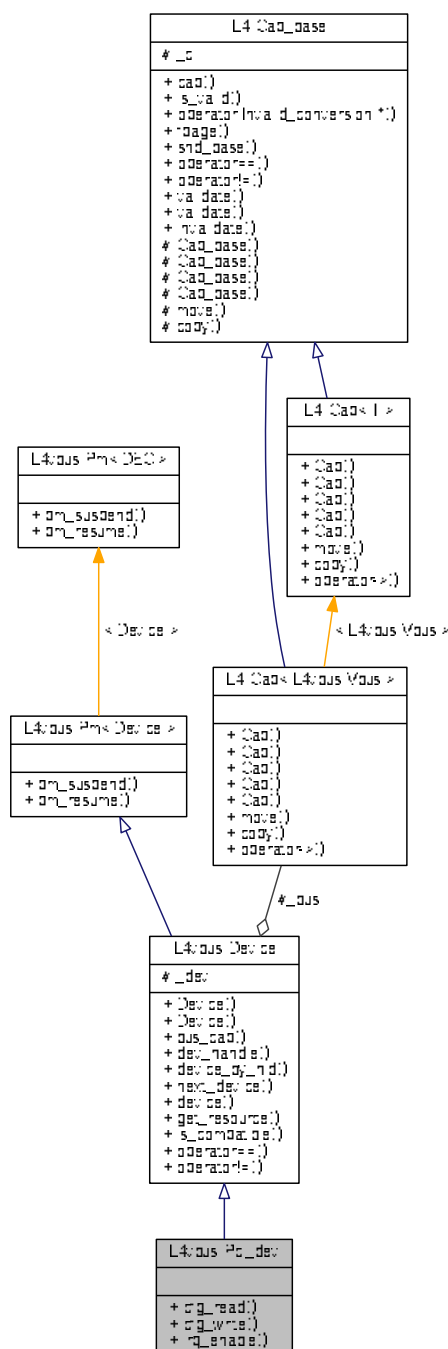 L4::Cap_base
# _c
+ cap()
+ is_valid()
+ operator Invalid_conversion *()
+ fpage()
+ snd_base()
+ operator==()
+ operator!=()
+ validate()
+ validate()
+ invalidate()
# Cap_base()
# Cap_base()
# Cap_base()
# Cap_base()
# move()
# copy()
L4::Cap< T >
+ Cap()
+ Cap()
+ Cap()
+ Cap()
+ Cap()
+ move()
+ copy()
+ operator->()
L4vbus::Pm< DEC >
+ pm_suspend()
+ pm_resume()
< Device >
< L4vbus::Vbus >
L4::Cap< L4vbus::Vbus >
+ Cap()
+ Cap()
+ Cap()
+ Cap()
+ Cap()
+ move()
+ copy()
+ operator->()
L4vbus::Pm< Device >
+ pm_suspend()
+ pm_resume()
#_bus
L4vbus::Device
# _dev
+ Device()
+ Device()
+ bus_cap()
+ dev_handle()
+ device_by_hid()
+ next_device()
+ device()
+ get_resource()
+ is_compatible()
+ operator==()
+ operator!=()
L4vbus::Pci_dev
+ cfg_read()
+ cfg_write()
+ irq_enable()